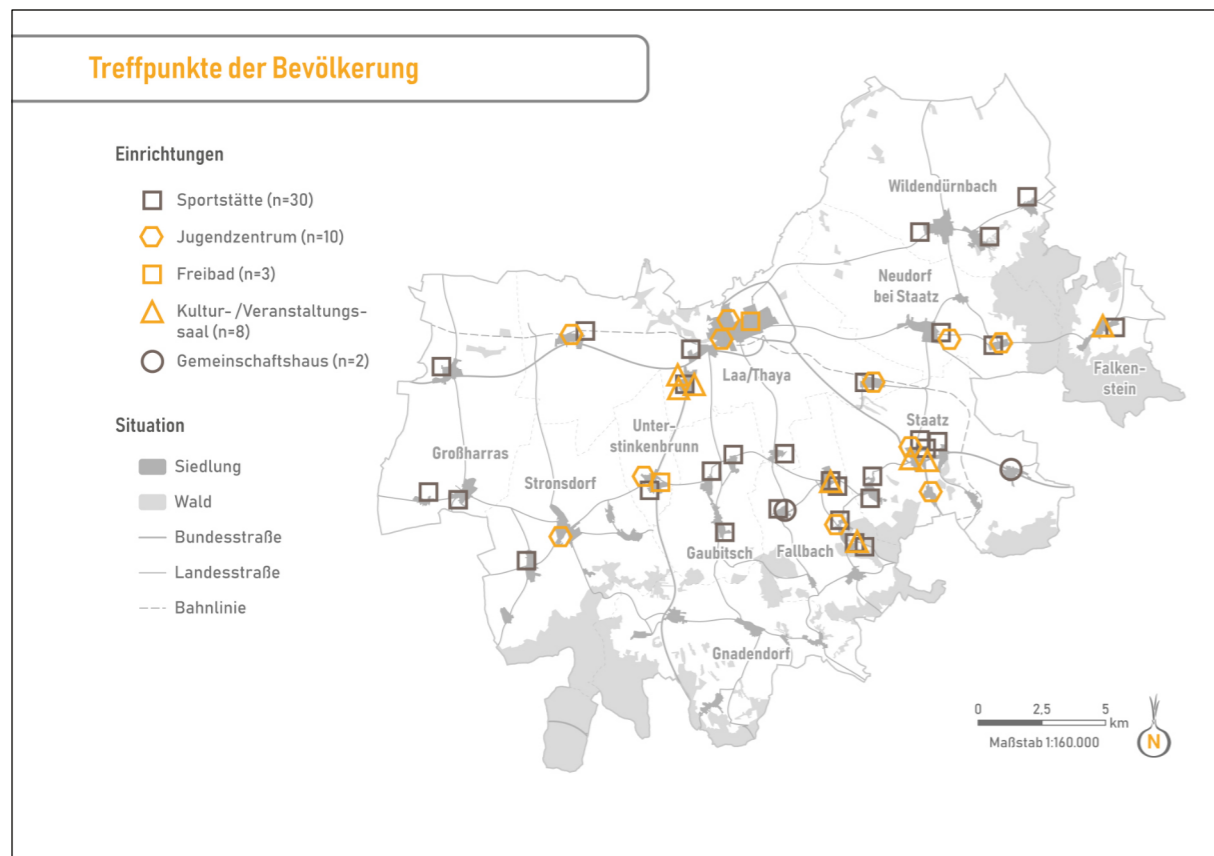 Treffpunkte der Bevölkerung
Einrichtungen
Sportstätte (n=30)
Jugendzentrum (n=10)
Freibad (n=3)
Kultur- /Veranstaltungs-
saal (n=8)
Gemeinschaftshaus (n=2)
Situation
Siedlung
Wald
Bundesstraße
Landesstraße
Bahnlinie
Wildendürnbach
Neudorf
bei Staatz
Laa/Thaya
Falken-
stein
Unter-
stinkenbrunn
Staatz
Großharras
Stronsdorf
Gaubitsch
Fallbach
Gnadendorf
0 2,5 5
km
Maßstab 1:160.000
N